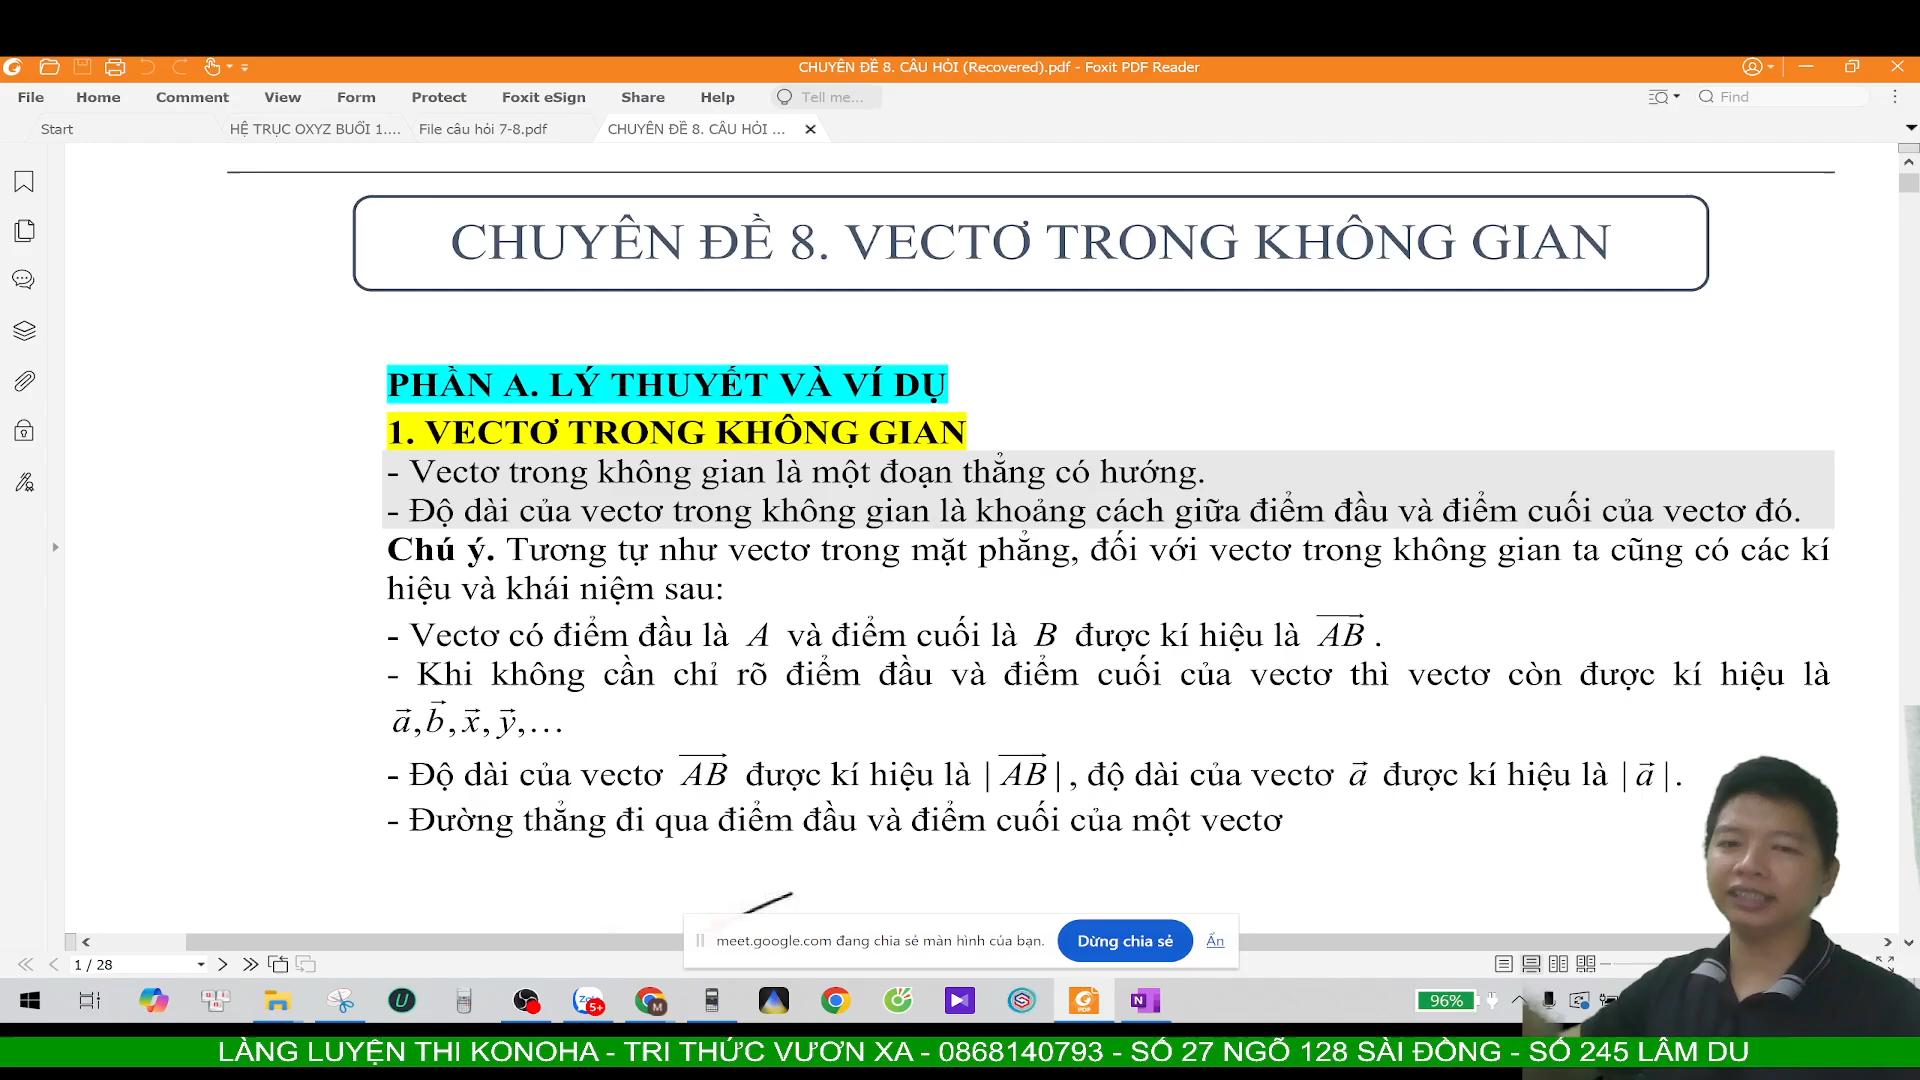 CHUYÊN ĐỀ 8. CÂU HỎI (Recovered).pdf - Foxit PDF Reader
File Home Comment View Form Protect Foxit eSign Share Help Tell me... Find
Start HỆ TRỤC OXYZ BUỔI 1.... File câu hỏi 7-8.pdf CHUYÊN ĐỀ 8. CÂU HỎI ...
CHUYÊN ĐỀ 8. VECTƠ TRONG KHÔNG GIAN
PHẦN A. LÝ THUYẾT VÀ VÍ DỤ
1. VECTƠ TRONG KHÔNG GIAN
- Vectơ trong không gian là một đoạn thẳng có hướng.
- Độ dài của vectơ trong không gian là khoảng cách giữa điểm đầu và điểm cuối của vectơ đó.
Chú ý. Tương tự như vectơ trong mặt phẳng, đối với vectơ trong không gian ta cũng có các kí
hiệu và khái niệm sau:
- Vectơ có điểm đầu là A và điểm cuối là B được kí hiệu là $\overrightarrow{AB}$.
- Khi không cần chỉ rõ điểm đầu và điểm cuối của vectơ thì vectơ còn được kí hiệu là
$\vec{a}, \vec{b}, \vec{x}, \vec{y}, \ldots$
- Độ dài của vectơ $\overrightarrow{AB}$ được kí hiệu là $|\overrightarrow{AB}|$, độ dài của vectơ $\vec{a}$ được kí hiệu là $|\vec{a}|$.
- Đường thẳng đi qua điểm đầu và điểm cuối của một vectơ
meet.google.com đang chia sẻ màn hình của bạn. Dừng chia sẻ Ẩn
1 / 28
96%
LÀNG LUYỆN THI KONOHA - TRI THỨC VƯƠN XA - 0868140793 - SỐ 27 NGÕ 128 SÀI ĐỒNG - SỐ 245 LÂM DU